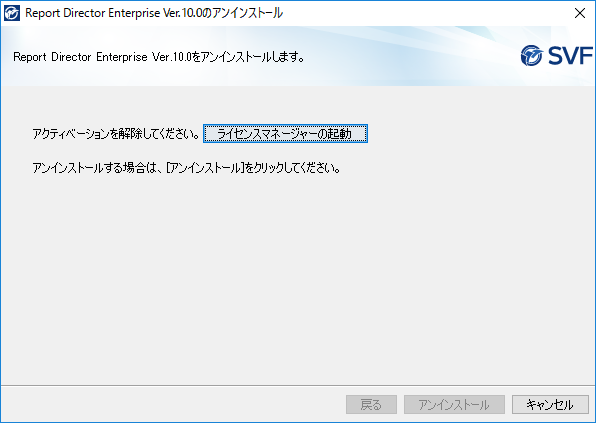 Report Director Enterprise Ver.10.0のアンインストール
Report Director Enterprise Ver.10.0をアンインストールします。
SVF
アクティベーションを解除してください。 ライセンスマネージャーの起動
アンインストールする場合は、[アンインストール]をクリックしてください。
戻る アンインストール キャンセル